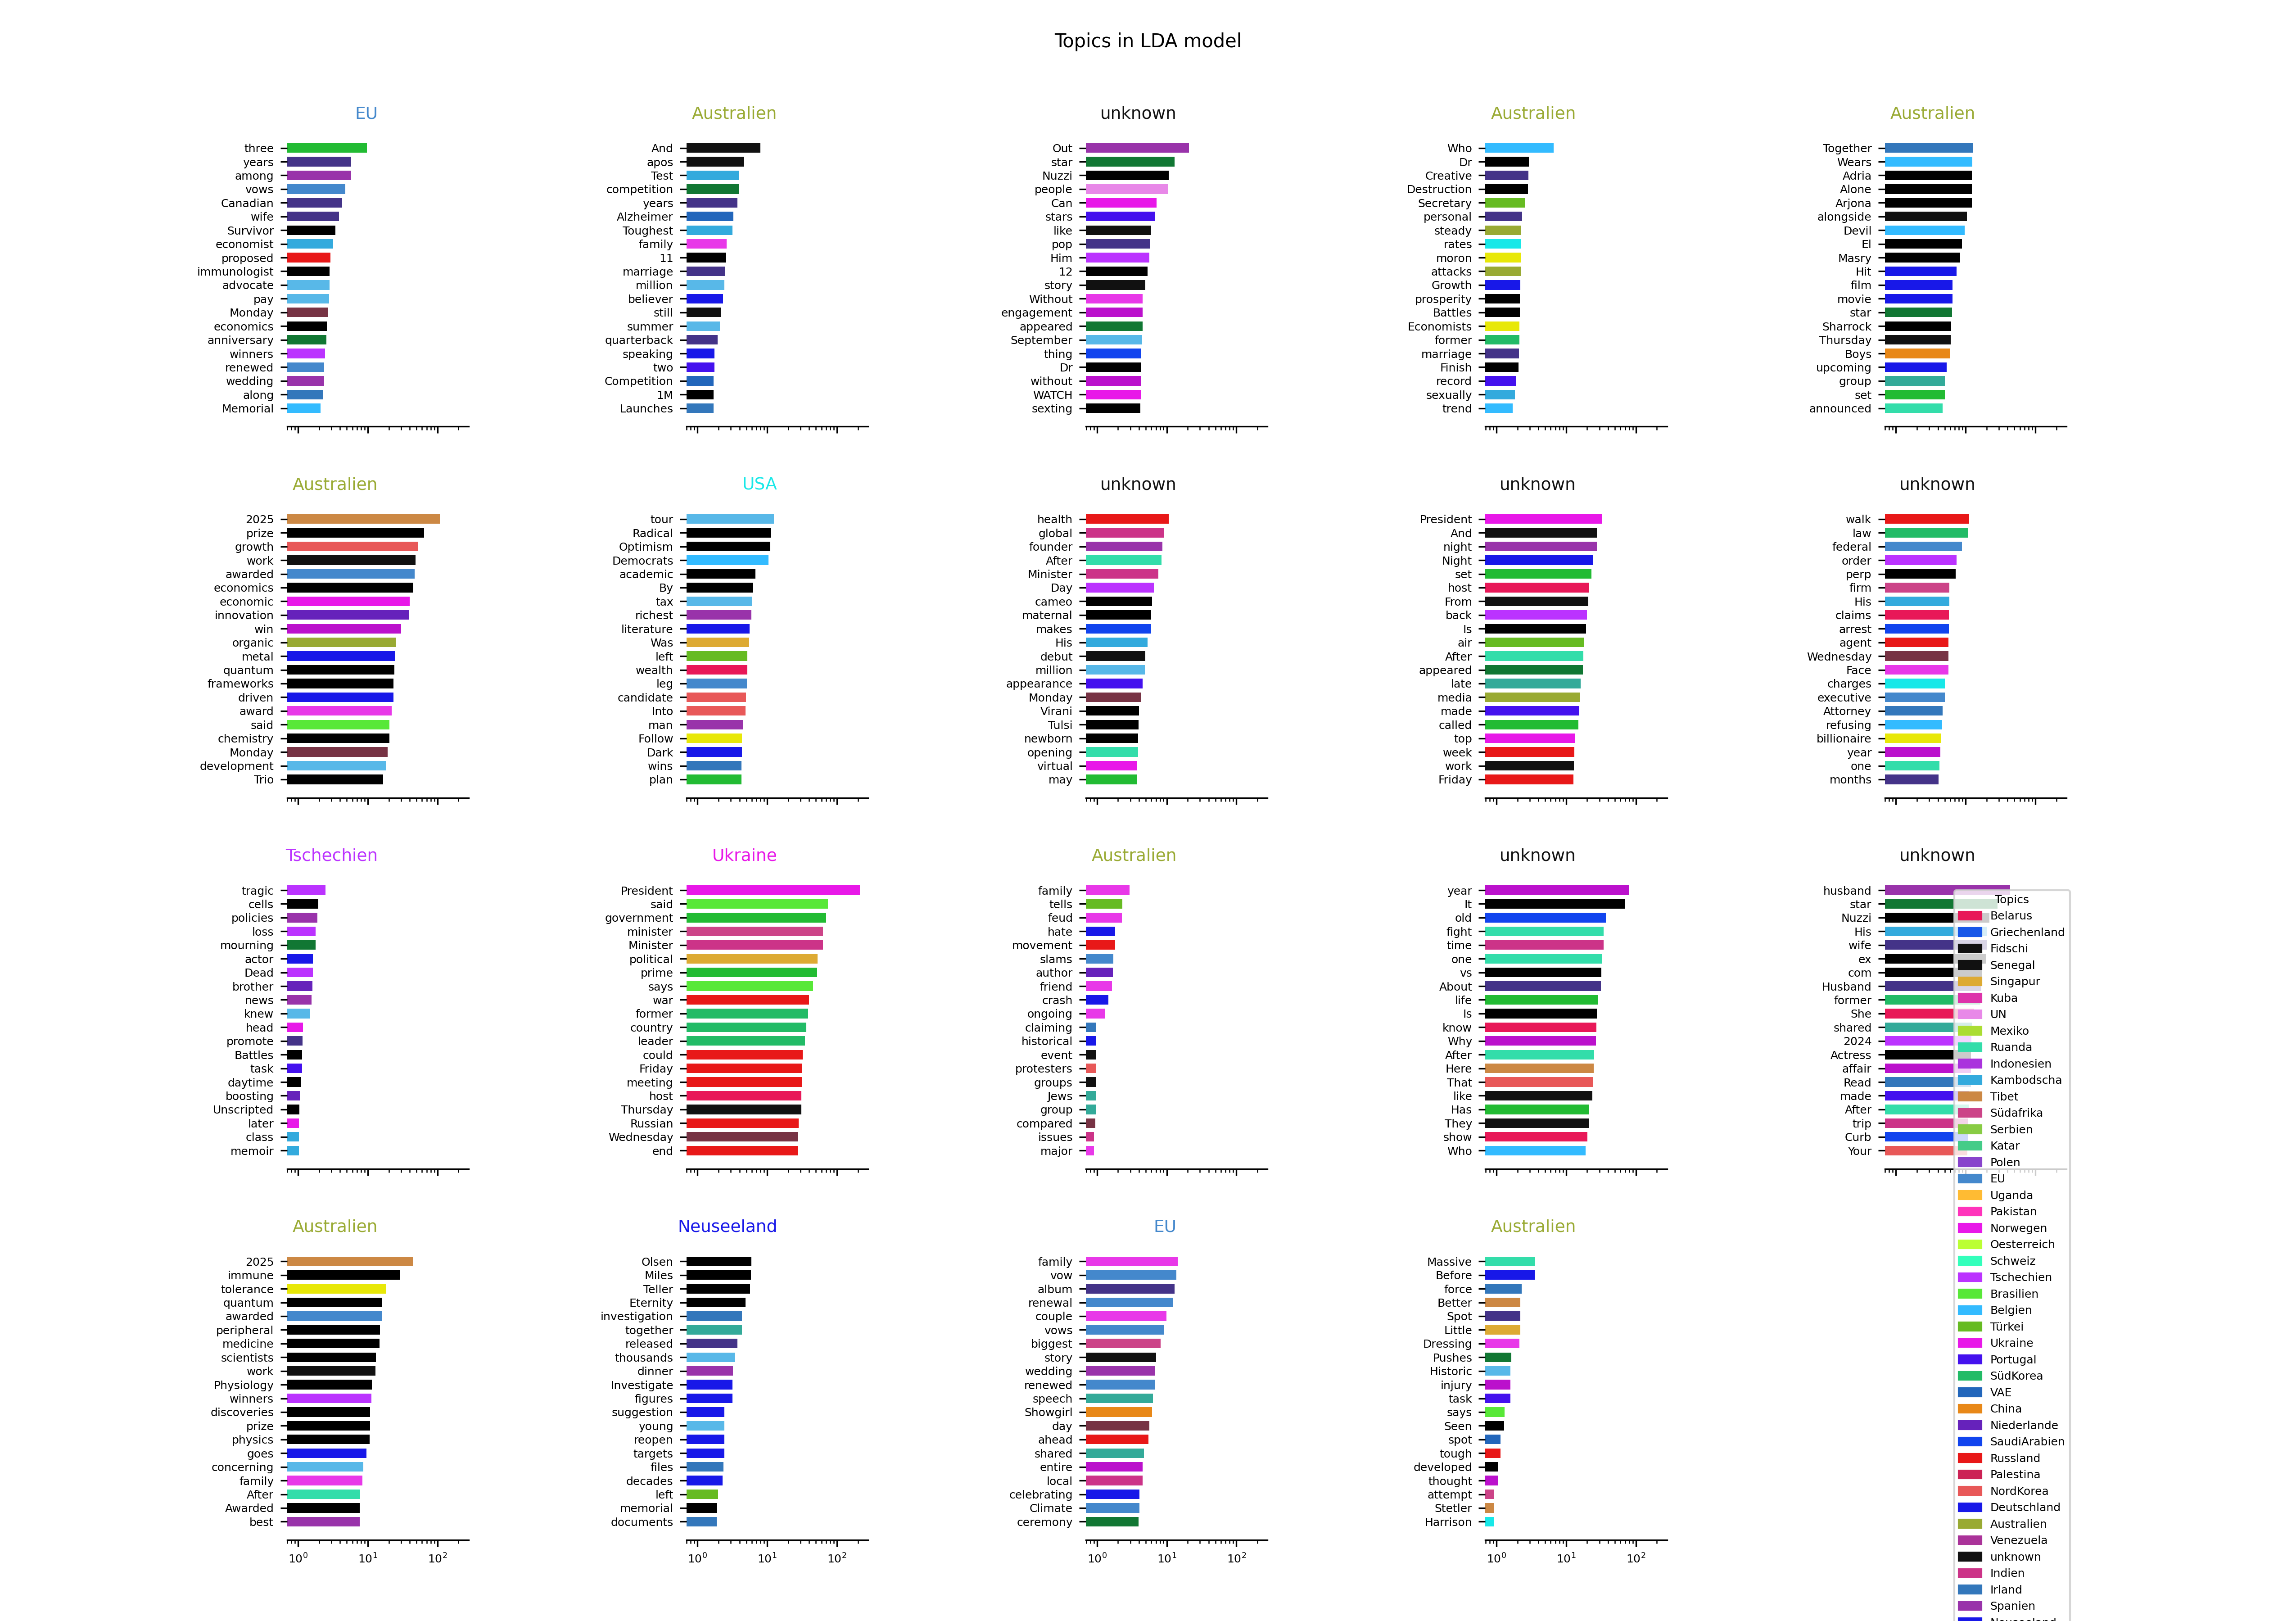 Topics in LDA model
EU
three
years
among
vows
Canadian
wife
Survivor
economist
proposed
immunologist
advocate
pay
Monday
economics
anniversary
winners
renewed
wedding
along
Memorial
Australien
And
apos
Test
competition
years
Alzheimer
Toughest
family
11
marriage
million
believer
still
summer
quarterback
speaking
two
Competition
1M
Launches
unknown
Out
star
Nuzzi
people
Can
stars
like
pop
Him
12
story
Without
engagement
appeared
September
thing
Dr
without
WATCH
sexting
Australien
Who
Dr
Creative
Destruction
Secretary
personal
steady
rates
moron
attacks
Growth
prosperity
Battles
Economists
former
marriage
Finish
record
sexually
trend
Australien
Together
Wears
Adria
Alone
Arjona
alongside
Devil
El
Masry
Hit
film
movie
star
Sharrock
Thursday
Boys
upcoming
group
set
announced
Australien
2025
prize
growth
work
awarded
economics
economic
innovation
win
organic
metal
quantum
frameworks
driven
award
said
chemistry
Monday
development
Trio
USA
tour
Radical
Optimism
Democrats
academic
By
tax
richest
literature
Was
left
wealth
leg
candidate
Into
man
Follow
Dark
wins
plan
unknown
health
global
founder
After
Minister
Day
cameo
maternal
makes
His
debut
million
appearance
Monday
Virani
Tulsi
newborn
opening
virtual
may
unknown
President
And
night
Night
set
host
From
back
Is
air
After
appeared
late
media
made
called
top
week
work
Friday
unknown
walk
law
federal
order
perp
firm
His
claims
arrest
agent
Wednesday
Face
charges
executive
Attorney
refusing
billionaire
year
one
months
Tschechien
tragic
cells
policies
loss
mourning
actor
Dead
brother
news
knew
head
promote
Battles
task
daytime
boosting
Unscripted
later
class
memoir
Ukraine
President
said
government
minister
Minister
political
prime
says
war
former
country
leader
could
Friday
meeting
host
Thursday
Russian
Wednesday
end
Australien
family
tells
feud
hate
movement
slams
author
friend
crash
ongoing
claiming
historical
event
protesters
groups
Jews
group
compared
issues
major
unknown
year
It
old
fight
time
one
vs
About
life
Is
know
Why
After
Here
That
like
Has
They
show
Who
unknown
husband
star
Nuzzi
His
wife
ex
com
Husband
former
She
shared
2024
Actress
affair
Read
made
After
trip
Curb
Your
Australien
2025
immune
tolerance
quantum
awarded
peripheral
medicine
scientists
work
Physiology
winners
discoveries
prize
physics
goes
concerning
family
After
Awarded
best
10⁰ 10¹ 10²
Neuseeland
Olsen
Miles
Teller
Eternity
investigation
together
released
thousands
dinner
Investigate
figures
suggestion
young
reopen
targets
files
decades
left
memorial
documents
10⁰ 10¹ 10²
EU
family
vow
album
renewal
couple
vows
biggest
story
wedding
renewed
speech
Showgirl
day
ahead
shared
entire
local
celebrating
Climate
ceremony
10⁰ 10¹ 10²
Australien
Massive
Before
force
Better
Spot
Little
Dressing
Pushes
Historic
injury
task
says
Seen
spot
tough
developed
thought
attempt
Stetler
Harrison
10⁰ 10¹ 10²
Topics
Belarus
Griechenland
Fidschi
Senegal
Singapur
Kuba
UN
Mexiko
Ruanda
Indonesien
Kambodscha
Tibet
Südafrika
Serbien
Katar
Polen
EU
Uganda
Pakistan
Norwegen
Oesterreich
Schweiz
Tschechien
Brasilien
Belgien
Türkei
Ukraine
Portugal
SüdKorea
VAE
China
Niederlande
SaudiArabien
Russland
Palestina
NordKorea
Deutschland
Australien
Venezuela
unknown
Indien
Irland
Spanien